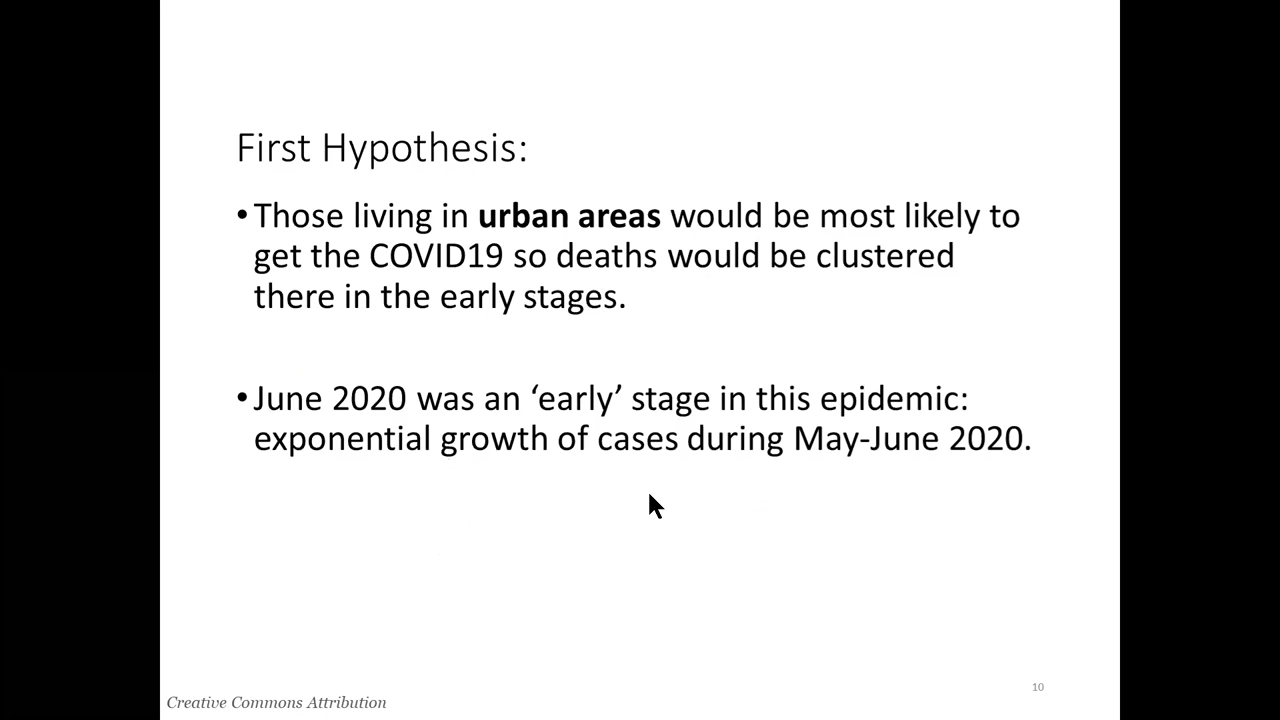 First Hypothesis:
• Those living in urban areas would be most likely to
get the COVID19 so deaths would be clustered
there in the early stages.
• June 2020 was an ‘early’ stage in this epidemic:
exponential growth of cases during May-June 2020.
10
Creative Commons Attribution